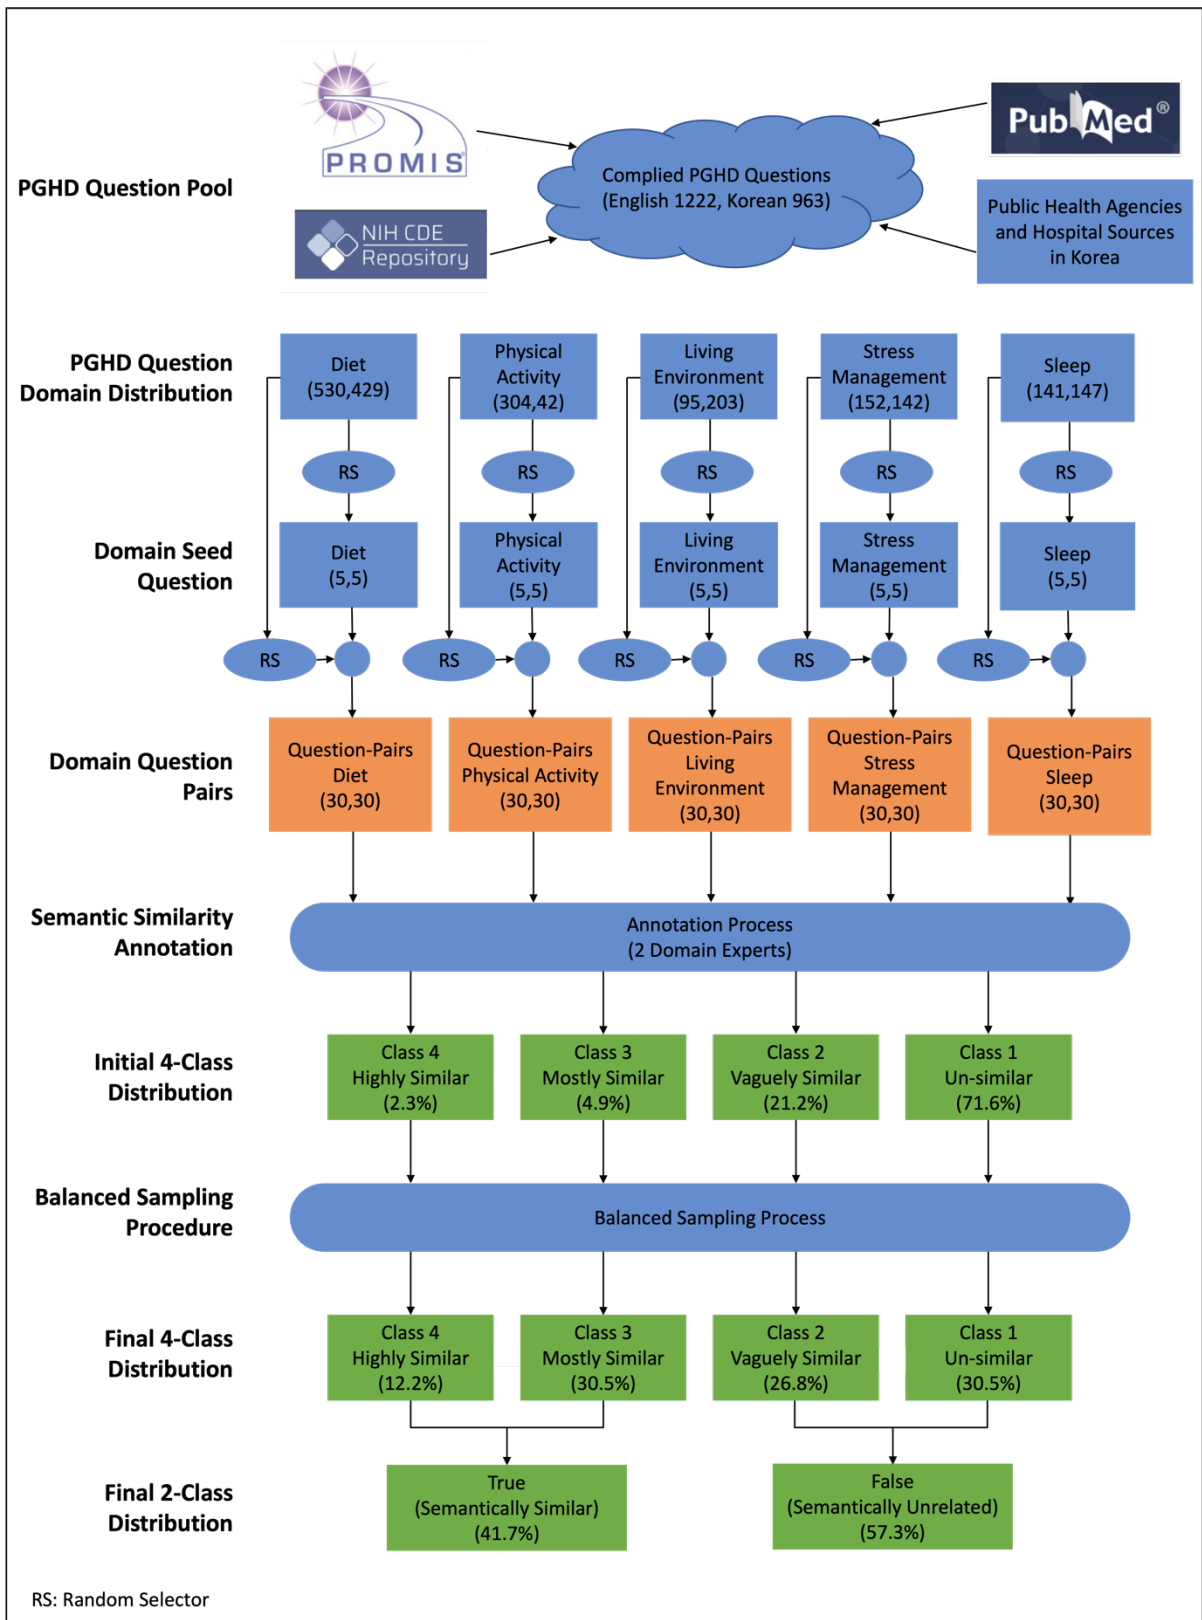 PROMIS®
PubMed®
PGHD Question Pool
Complied PGHD Questions
(English 1222, Korean 963)
NIH CDE
Repository
Public Health Agencies
and Hospital Sources
in Korea
PGHD Question
Domain Distribution
Diet
(530,429)
Physical
Activity
(304,42)
Living
Environment
(95,203)
Stress
Management
(152,142)
Sleep
(141,147)
RS
RS
RS
RS
RS
Domain Seed
Question
Diet
(5,5)
Physical
Activity
(5,5)
Living
Environment
(5,5)
Stress
Management
(5,5)
Sleep
(5,5)
RS
RS
RS
RS
RS
Domain Question
Pairs
Question-Pairs
Diet
(30,30)
Question-Pairs
Physical Activity
(30,30)
Question-Pairs
Living
Environment
(30,30)
Question-Pairs
Stress
Management
(30,30)
Question-Pairs
Sleep
(30,30)
Semantic Similarity
Annotation
Annotation Process
(2 Domain Experts)
Initial 4-Class
Distribution
Class 4
Highly Similar
(2.3%)
Class 3
Mostly Similar
(4.9%)
Class 2
Vaguely Similar
(21.2%)
Class 1
Un-similar
(71.6%)
Balanced Sampling
Procedure
Balanced Sampling Process
Final 4-Class
Distribution
Class 4
Highly Similar
(12.2%)
Class 3
Mostly Similar
(30.5%)
Class 2
Vaguely Similar
(26.8%)
Class 1
Un-similar
(30.5%)
Final 2-Class
Distribution
True
(Semantically Similar)
(41.7%)
False
(Semantically Unrelated)
(57.3%)
RS: Random Selector